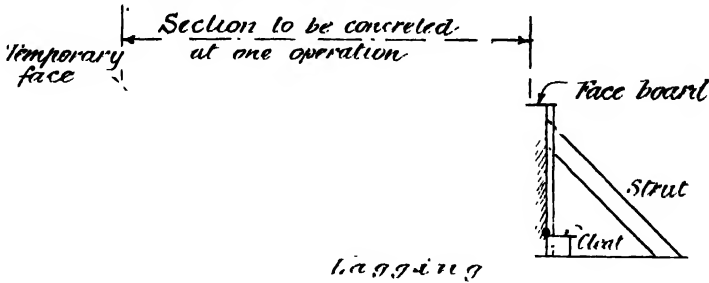 Section to be concreted
at one operation
Temporary
face
Face board
Strut
Cleat
Lagging